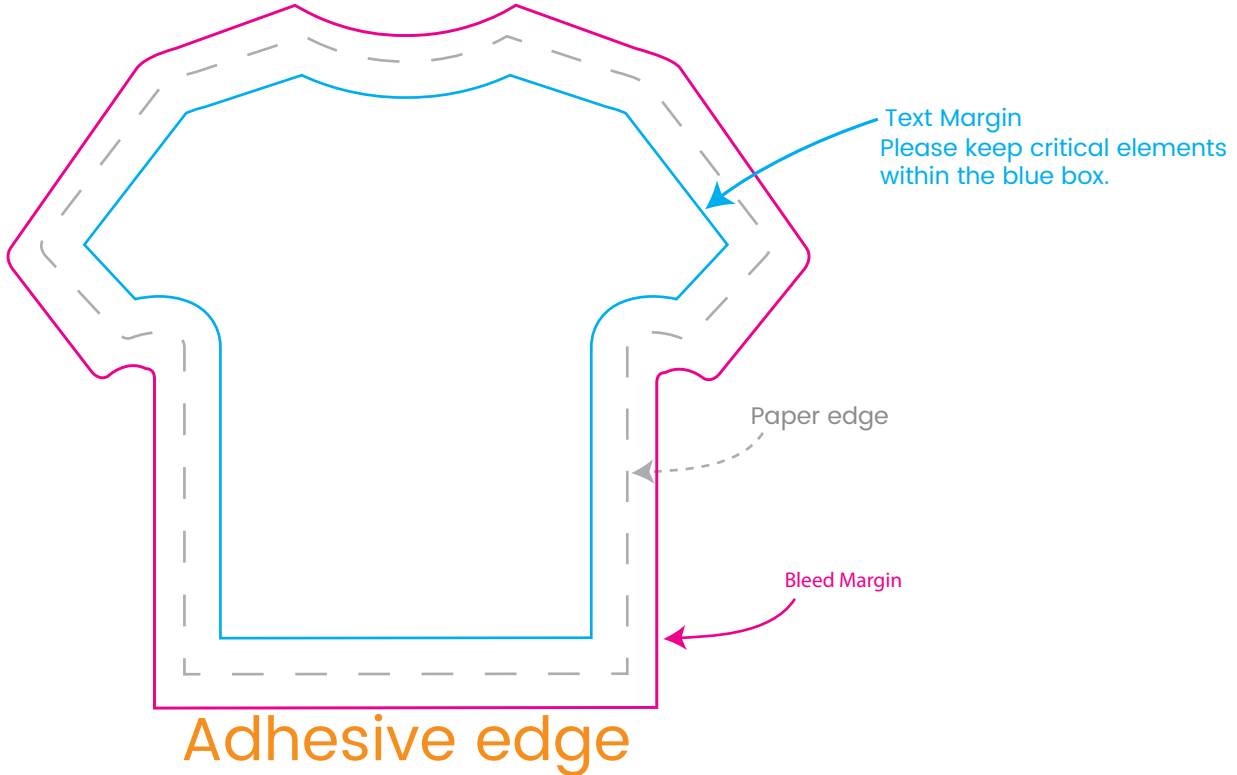 Text Margin
Please keep critical elements
within the blue box.
Paper edge
Bleed Margin
Adhesive edge